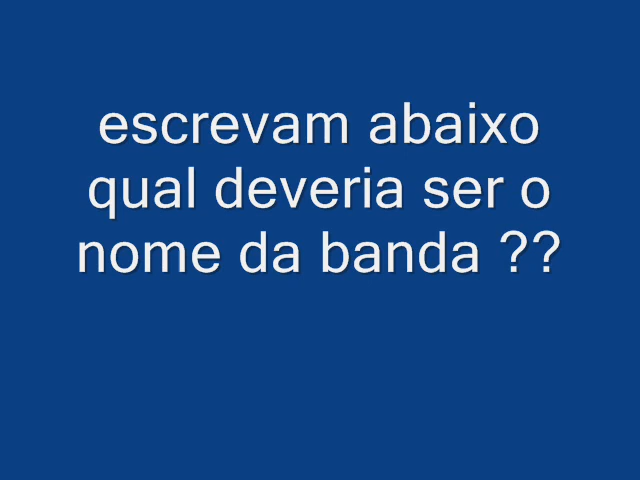 escrevam abaixo
qual deveria ser o
nome da banda ??